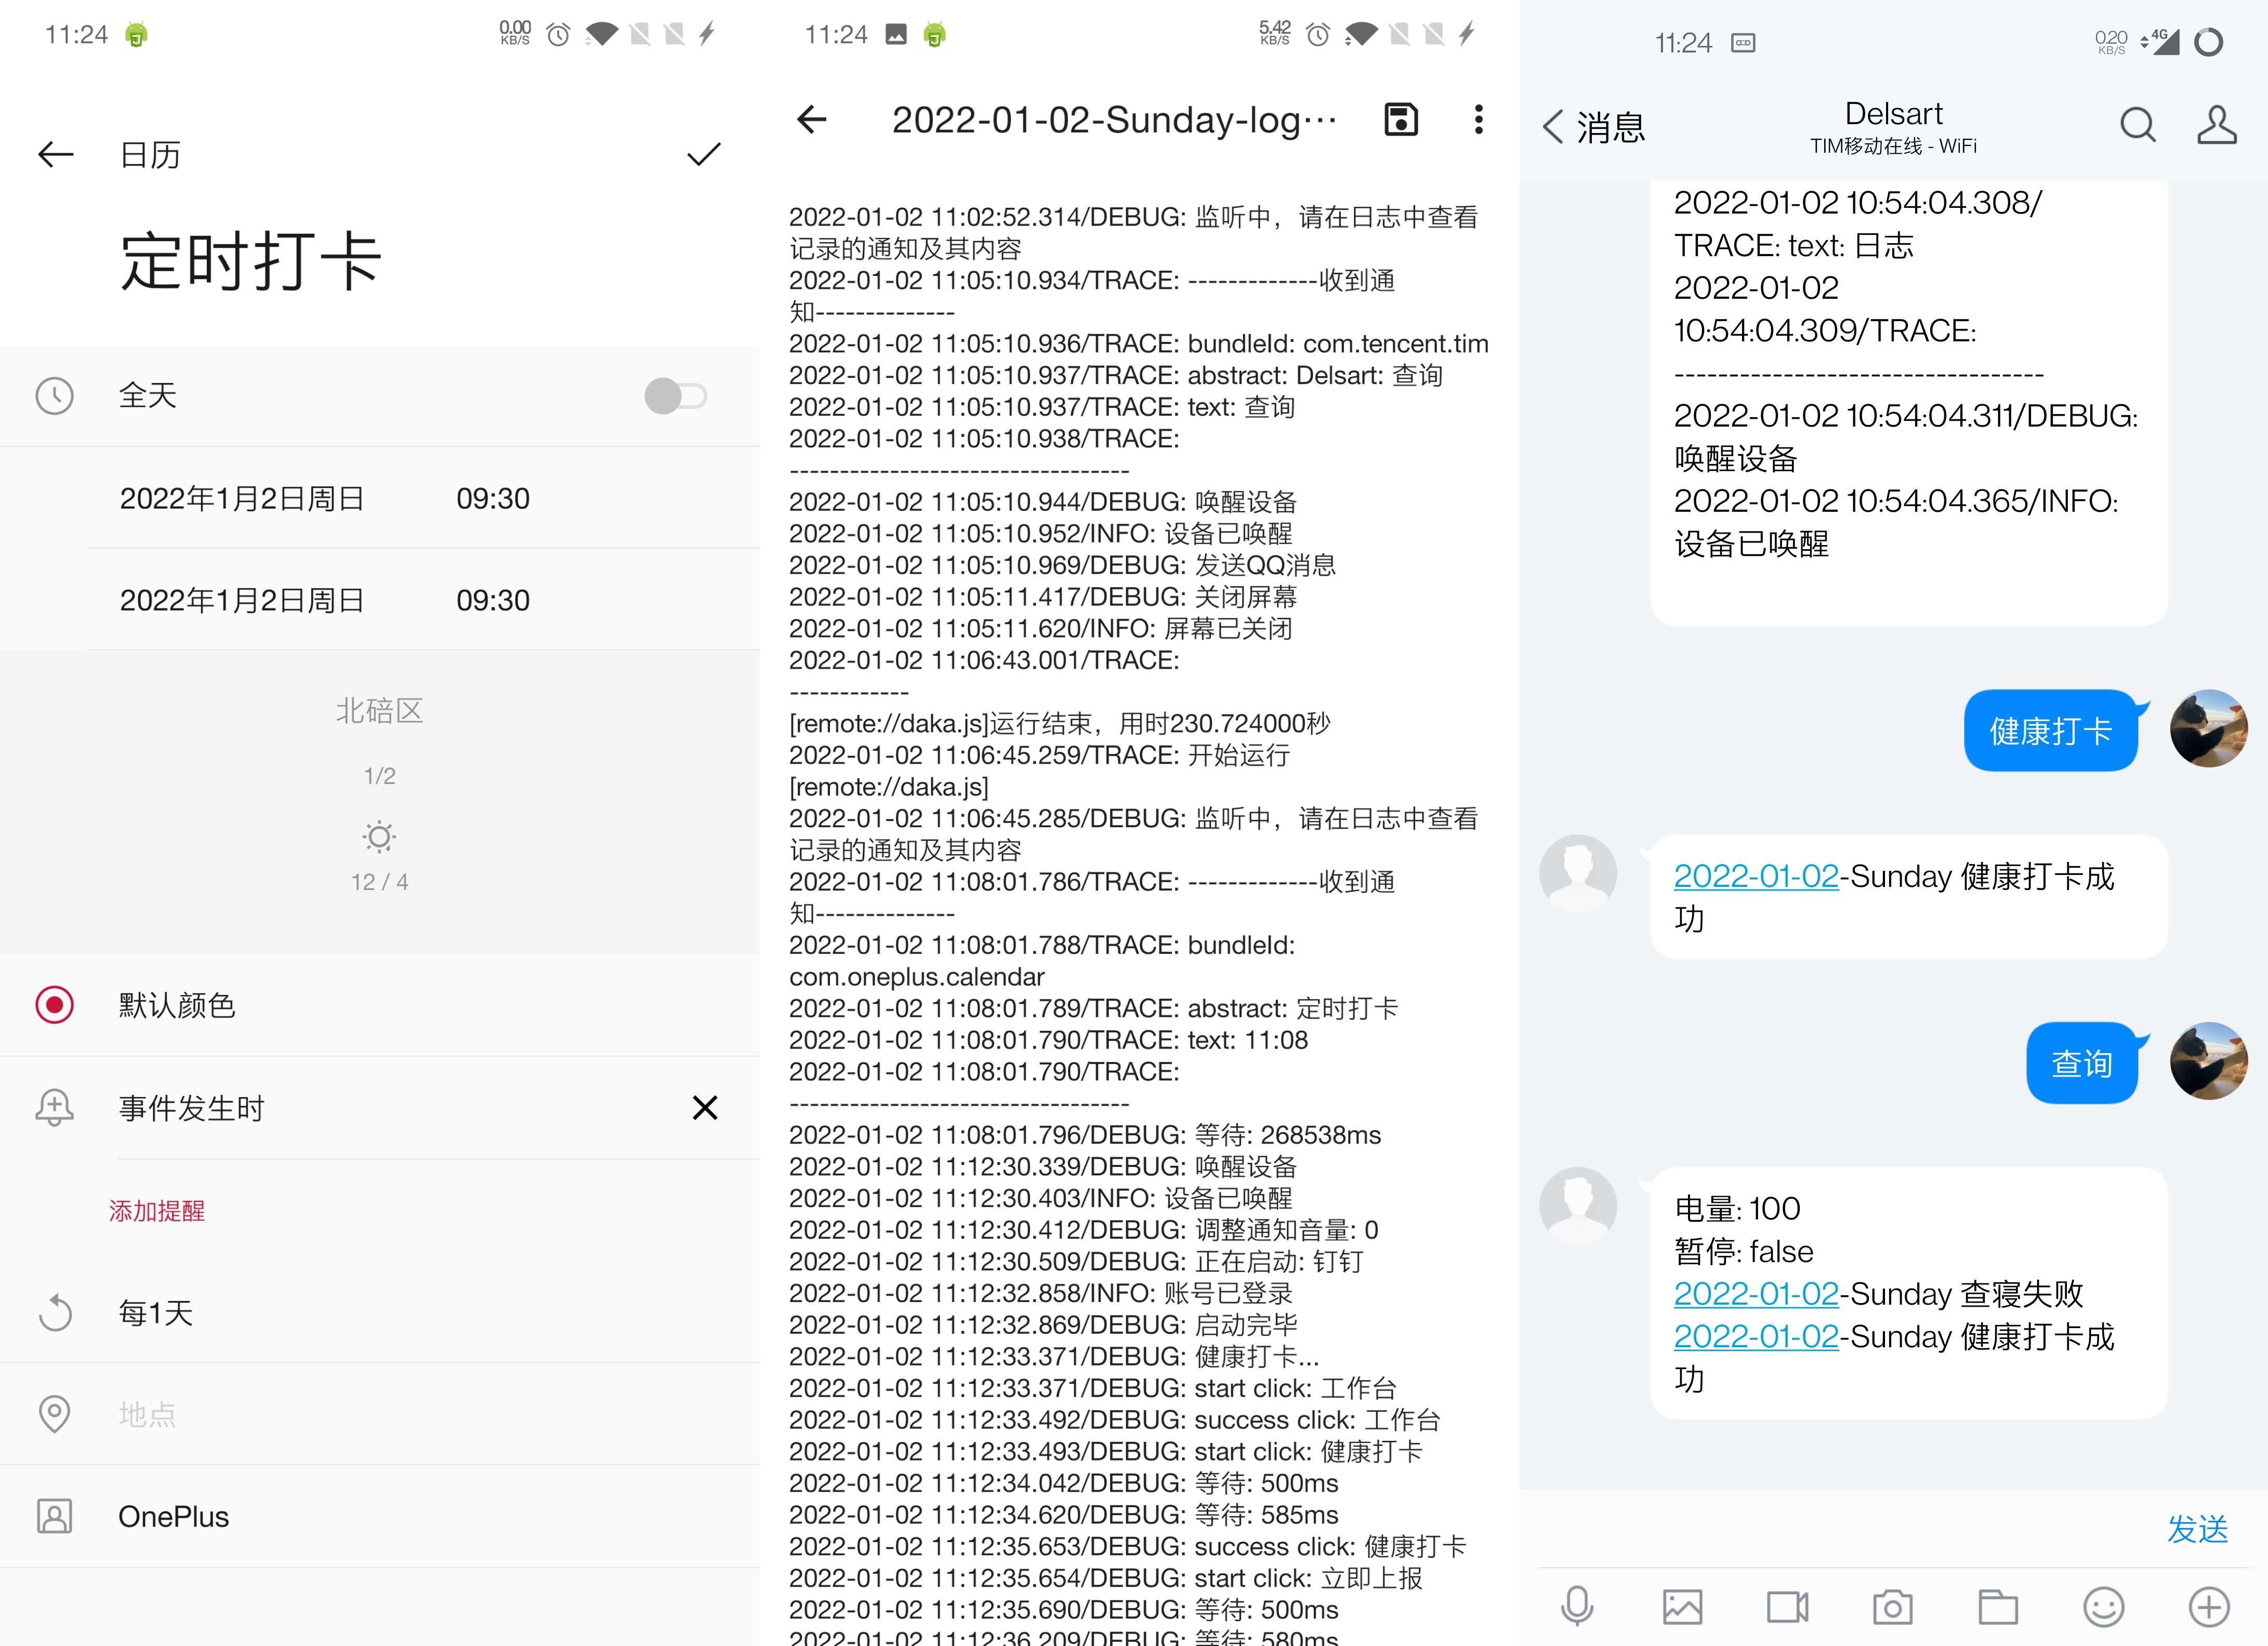 11:24
0.00
KB/S
日历
定时打卡
全天
2022年1月2日周日 09:30
2022年1月2日周日 09:30
北碚区
1/2
12 / 4
默认颜色
事件发生时
添加提醒
每1天
地点
OnePlus
11:24
5.42
KB/S
2022-01-02-Sunday-log···
2022-01-02 11:02:52.314/DEBUG: 监听中，请在日志中查看
记录的通知及其内容
2022-01-02 11:05:10.934/TRACE: -------------收到通
知--------------
2022-01-02 11:05:10.936/TRACE: bundleId: com.tencent.tim
2022-01-02 11:05:10.937/TRACE: abstract: Delsart: 查询
2022-01-02 11:05:10.937/TRACE: text: 查询
2022-01-02 11:05:10.938/TRACE:
----------------------------------
2022-01-02 11:05:10.944/DEBUG: 唤醒设备
2022-01-02 11:05:10.952/INFO: 设备已唤醒
2022-01-02 11:05:10.969/DEBUG: 发送QQ消息
2022-01-02 11:05:11.417/DEBUG: 关闭屏幕
2022-01-02 11:05:11.620/INFO: 屏幕已关闭
2022-01-02 11:06:43.001/TRACE:
------------
[remote://daka.js]运行结束，用时230.724000秒
2022-01-02 11:06:45.259/TRACE: 开始运行
[remote://daka.js]
2022-01-02 11:06:45.285/DEBUG: 监听中，请在日志中查看
记录的通知及其内容
2022-01-02 11:08:01.786/TRACE: -------------收到通
知--------------
2022-01-02 11:08:01.788/TRACE: bundleId:
com.oneplus.calendar
2022-01-02 11:08:01.789/TRACE: abstract: 定时打卡
2022-01-02 11:08:01.790/TRACE: text: 11:08
2022-01-02 11:08:01.790/TRACE:
----------------------------------
2022-01-02 11:08:01.796/DEBUG: 等待: 268538ms
2022-01-02 11:12:30.339/DEBUG: 唤醒设备
2022-01-02 11:12:30.403/INFO: 设备已唤醒
2022-01-02 11:12:30.412/DEBUG: 调整通知音量: 0
2022-01-02 11:12:30.509/DEBUG: 正在启动: 钉钉
2022-01-02 11:12:32.858/INFO: 账号已登录
2022-01-02 11:12:32.869/DEBUG: 启动完毕
2022-01-02 11:12:33.371/DEBUG: 健康打卡...
2022-01-02 11:12:33.371/DEBUG: start click: 工作台
2022-01-02 11:12:33.492/DEBUG: success click: 工作台
2022-01-02 11:12:33.493/DEBUG: start click: 健康打卡
2022-01-02 11:12:34.042/DEBUG: 等待: 500ms
2022-01-02 11:12:34.620/DEBUG: 等待: 585ms
2022-01-02 11:12:35.653/DEBUG: success click: 健康打卡
2022-01-02 11:12:35.654/DEBUG: start click: 立即上报
2022-01-02 11:12:35.690/DEBUG: 等待: 500ms
2022-01-02 11:12:36.209/DEBUG: 等待: 580ms
11:24
0.20
KB/S
4G
消息
Delsart
TIM移动在线 - WiFi
2022-01-02 10:54:04.308/
TRACE: text: 日志
2022-01-02
10:54:04.309/TRACE:
----------------------------------
2022-01-02 10:54:04.311/DEBUG:
唤醒设备
2022-01-02 10:54:04.365/INFO:
设备已唤醒
健康打卡
2022-01-02-Sunday 健康打卡成
功
查询
电量: 100
暂停: false
2022-01-02-Sunday 查寝失败
2022-01-02-Sunday 健康打卡成
功
发送